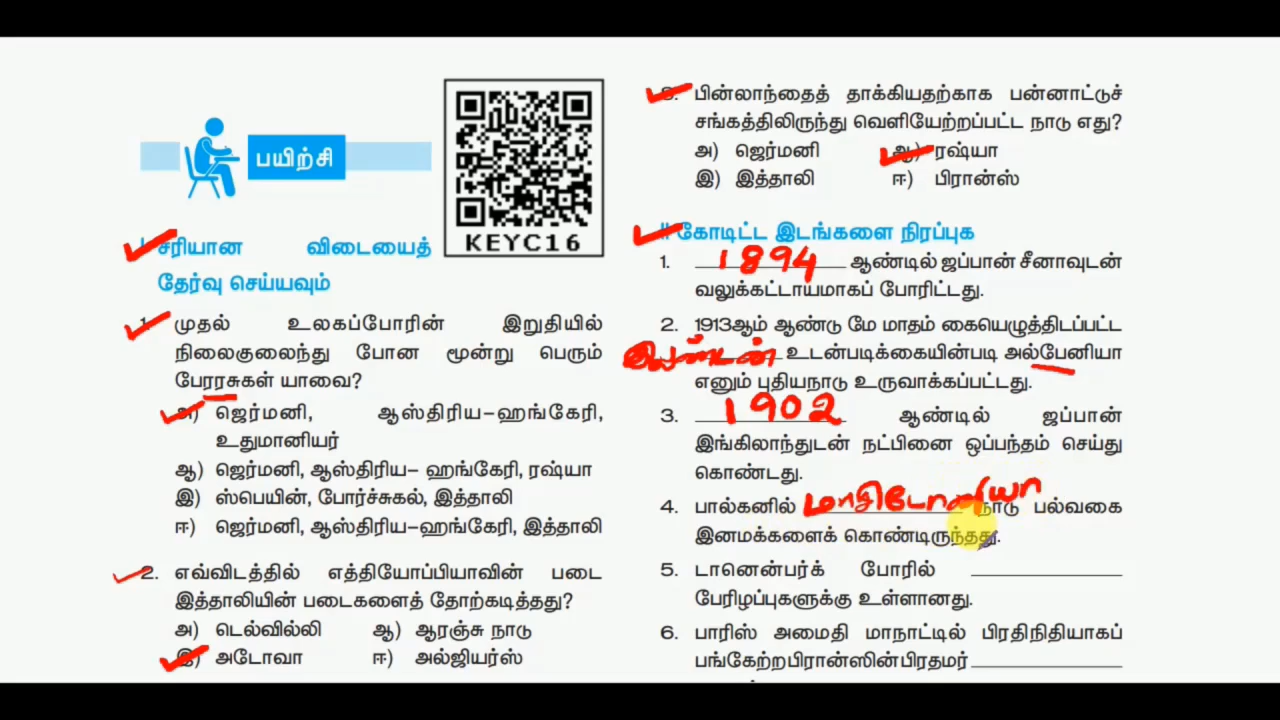 பயிற்சி
KEYC16
I. சரியான விடையைத்
தேர்வு செய்யவும்
1. முதல் உலகப்போரின் இறுதியில்
நிலைகுலைந்து போன மூன்று பெரும்
பேரரசுகள் யாவை?
அ) ஜெர்மனி, ஆஸ்திரிய-ஹங்கேரி,
உதுமானியர்
ஆ) ஜெர்மனி, ஆஸ்திரிய- ஹங்கேரி, ரஷ்யா
இ) ஸ்பெயின், போர்ச்சுகல், இத்தாலி
ஈ) ஜெர்மனி, ஆஸ்திரிய-ஹங்கேரி, இத்தாலி
2. எவ்விடத்தில் எத்தியோப்பியாவின் படை
இத்தாலியின் படைகளைத் தோற்கடித்தது?
அ) டெல்வில்லி ஆ) ஆரஞ்சு நாடு
இ) அடோவா ஈ) அல்ஜியர்ஸ்
3. பின்லாந்தைத் தாக்கியதற்காக பன்னாட்டுச்
சங்கத்திலிருந்து வெளியேற்றப்பட்ட நாடு எது?
அ) ஜெர்மனி ஆ) ரஷ்யா
இ) இத்தாலி ஈ) பிரான்ஸ்
II கோடிட்ட இடங்களை நிரப்புக
1. 1894 ஆண்டில் ஜப்பான் சீனாவுடன்
வலுக்கட்டாயமாகப் போரிட்டது.
2. 1913ஆம் ஆண்டு மே மாதம் கையெழுத்திடப்பட்ட
இலண்டன் உடன்படிக்கையின்படி அல்பேனியா
எனும் புதியநாடு உருவாக்கப்பட்டது.
3. 1902 ஆண்டில் ஜப்பான்
இங்கிலாந்துடன் நட்பினை ஒப்பந்தம் செய்து
கொண்டது.
4. பால்கனில் மாசிடோனியா நாடு பல்வகை
இனமக்களைக் கொண்டிருந்தது.
5. டானென்பர்க் போரில்
பேரிழப்புகளுக்கு உள்ளானது.
6. பாரிஸ் அமைதி மாநாட்டில் பிரதிநிதியாகப்
பங்கேற்றபிரான்ஸின்பிரதமர்